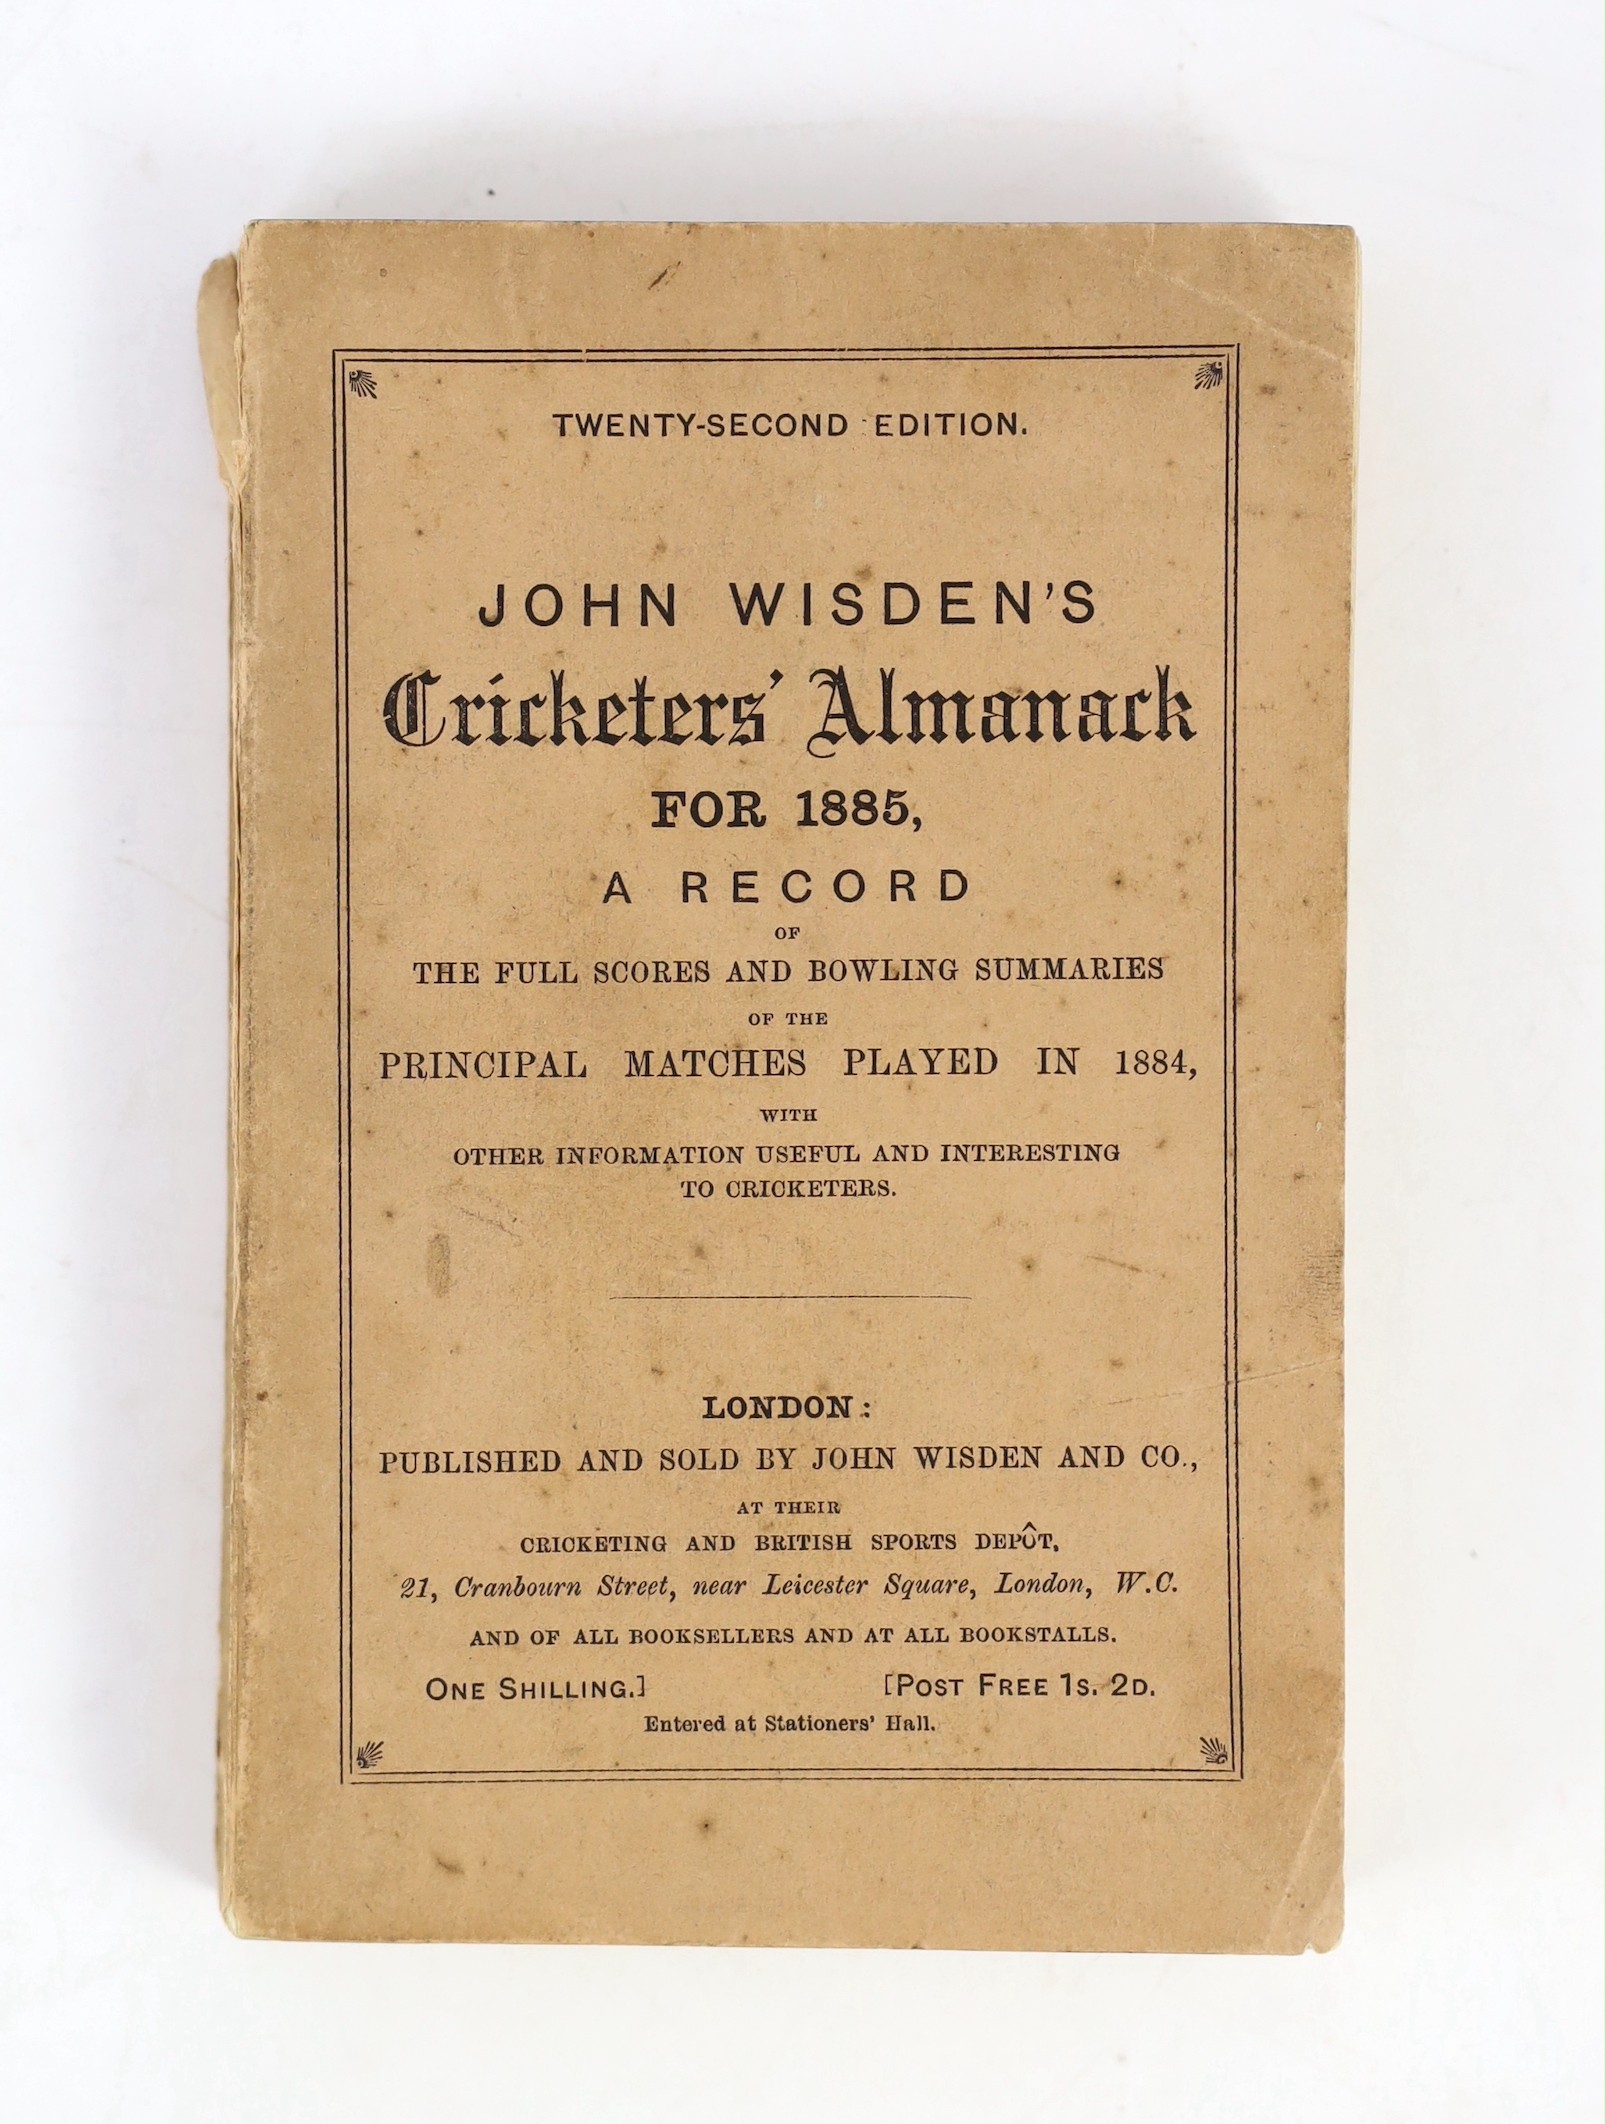 TWENTY-SECOND EDITION.
JOHN WISDEN'S
Cricketers' Almanack
FOR 1885,
A RECORD
OF
THE FULL SCORES AND BOWLING SUMMARIES
OF THE
PRINCIPAL MATCHES PLAYED IN 1884,
WITH
OTHER INFORMATION USEFUL AND INTERESTING
TO CRICKETERS.
LONDON:
PUBLISHED AND SOLD BY JOHN WISDEN AND CO.,
AT THEIR
CRICKETING AND BRITISH SPORTS DEPÔT,
21, Cranbourn Street, near Leicester Square, London, W.C.
AND OF ALL BOOKSELLERS AND AT ALL BOOKSTALLS.
ONE SHILLING.] [POST FREE 1S. 2D.
Entered at Stationers' Hall.